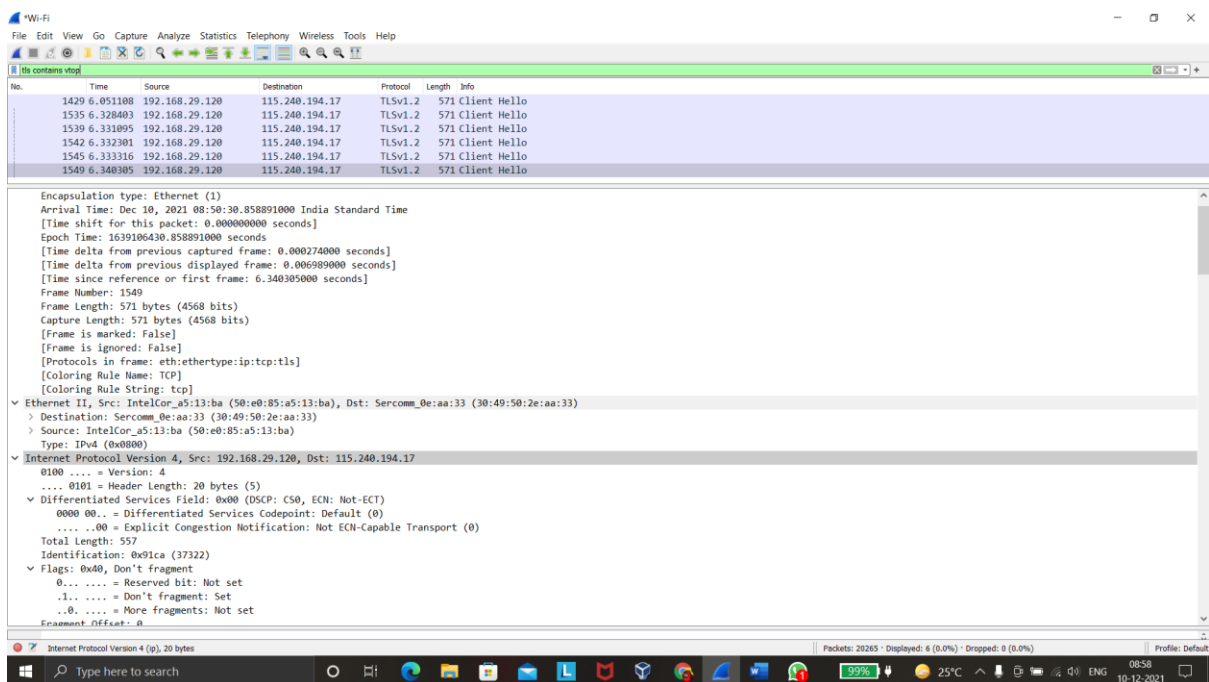 *Wi-Fi
File Edit View Go Capture Analyze Statistics Telephony Wireless Tools Help
tls contains vtop
No. Time Source Destination Protocol Length Info
1429 6.051108 192.168.29.120 115.240.194.17 TLSv1.2 571 Client Hello
1535 6.328403 192.168.29.120 115.240.194.17 TLSv1.2 571 Client Hello
1539 6.331095 192.168.29.120 115.240.194.17 TLSv1.2 571 Client Hello
1542 6.332301 192.168.29.120 115.240.194.17 TLSv1.2 571 Client Hello
1545 6.333316 192.168.29.120 115.240.194.17 TLSv1.2 571 Client Hello
1549 6.340305 192.168.29.120 115.240.194.17 TLSv1.2 571 Client Hello
Encapsulation type: Ethernet (1)
Arrival Time: Dec 10, 2021 08:50:30.858891000 India Standard Time
[Time shift for this packet: 0.000000000 seconds]
Epoch Time: 1639106430.858891000 seconds
[Time delta from previous captured frame: 0.000274000 seconds]
[Time delta from previous displayed frame: 0.006989000 seconds]
[Time since reference or first frame: 6.340305000 seconds]
Frame Number: 1549
Frame Length: 571 bytes (4568 bits)
Capture Length: 571 bytes (4568 bits)
[Frame is marked: False]
[Frame is ignored: False]
[Protocols in frame: eth:ethertype:ip:tcp:tls]
[Coloring Rule Name: TCP]
[Coloring Rule String: tcp]
Ethernet II, Src: IntelCor_a5:13:ba (50:e0:85:a5:13:ba), Dst: Sercomm_0e:aa:33 (30:49:50:2e:aa:33)
Destination: Sercomm_0e:aa:33 (30:49:50:2e:aa:33)
Source: IntelCor_a5:13:ba (50:e0:85:a5:13:ba)
Type: IPv4 (0x0800)
Internet Protocol Version 4, Src: 192.168.29.120, Dst: 115.240.194.17
0100 .... = Version: 4
.... 0101 = Header Length: 20 bytes (5)
Differentiated Services Field: 0x00 (DSCP: CS0, ECN: Not-ECT)
0000 00.. = Differentiated Services Codepoint: Default (0)
.... ..00 = Explicit Congestion Notification: Not ECN-Capable Transport (0)
Total Length: 557
Identification: 0x91ca (37322)
Flags: 0x40, Don't fragment
0... .... = Reserved bit: Not set
.1.. .... = Don't fragment: Set
..0. .... = More fragments: Not set
Fragment Offset: 0
Internet Protocol Version 4 (ip), 20 bytes Packets: 20265 · Displayed: 6 (0.0%) · Dropped: 0 (0.0%) Profile: Default
Type here to search 99% 25°C ENG 08:58
10-12-2021